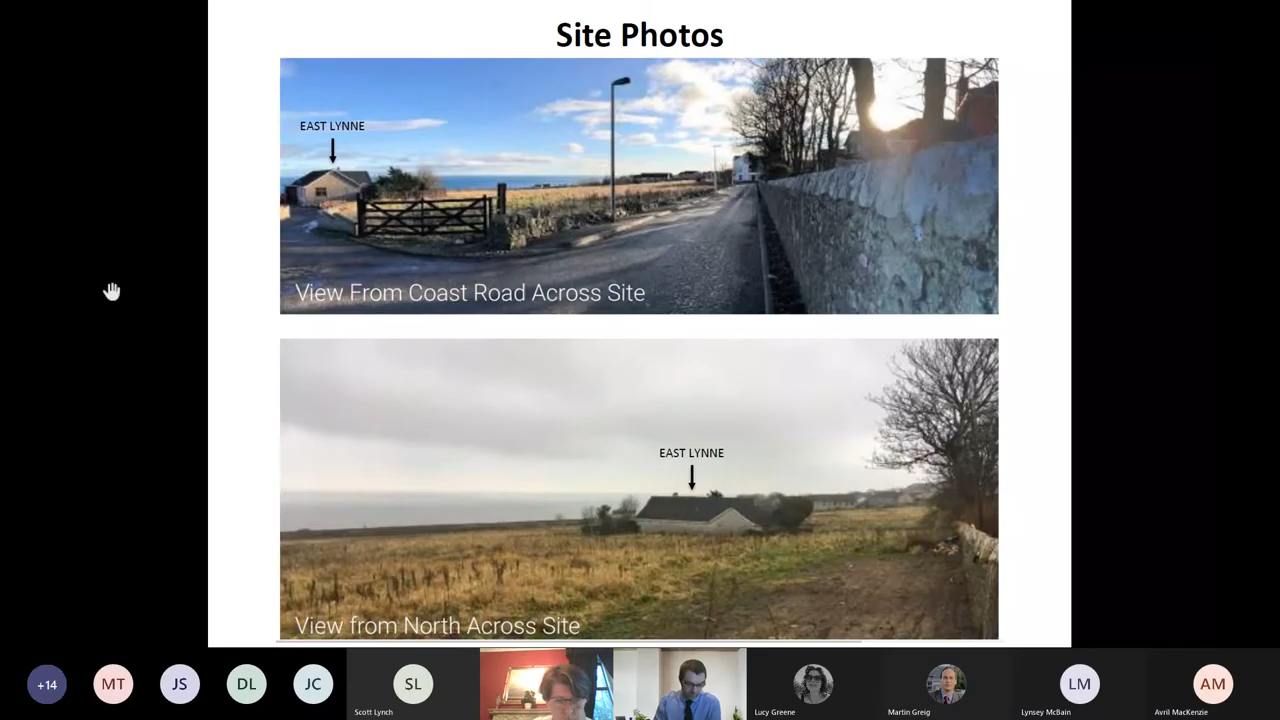 Site Photos
EAST LYNNE
View From Coast Road Across Site
EAST LYNNE
View from North Across Site
+14
MT
JS
DL
JC
SL
LM
AM
Scott Lynch
Lucy Greene
Martin Greig
Lynsey McBain
Avril MacKenzie